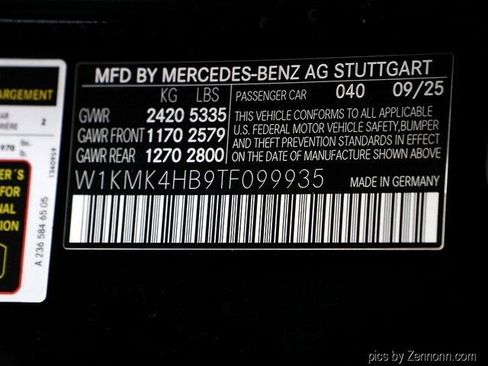 MFD BY MERCEDES-BENZ AG STUTTGART
KG LBS
PASSENGER CAR 040 09/25
GVWR 2420 5335
GAWR FRONT 1170 2579
GAWR REAR 1270 2800
THIS VEHICLE CONFORMS TO ALL APPLICABLE
U.S. FEDERAL MOTOR VEHICLE SAFETY, BUMPER,
AND THEFT PREVENTION STANDARDS IN EFFECT
ON THE DATE OF MANUFACTURE SHOWN ABOVE
W1KMK4HB9TF099935 MADE IN GERMANY
ARGEMENT
2
A 236 584 65 05
pics by Zennonn.com